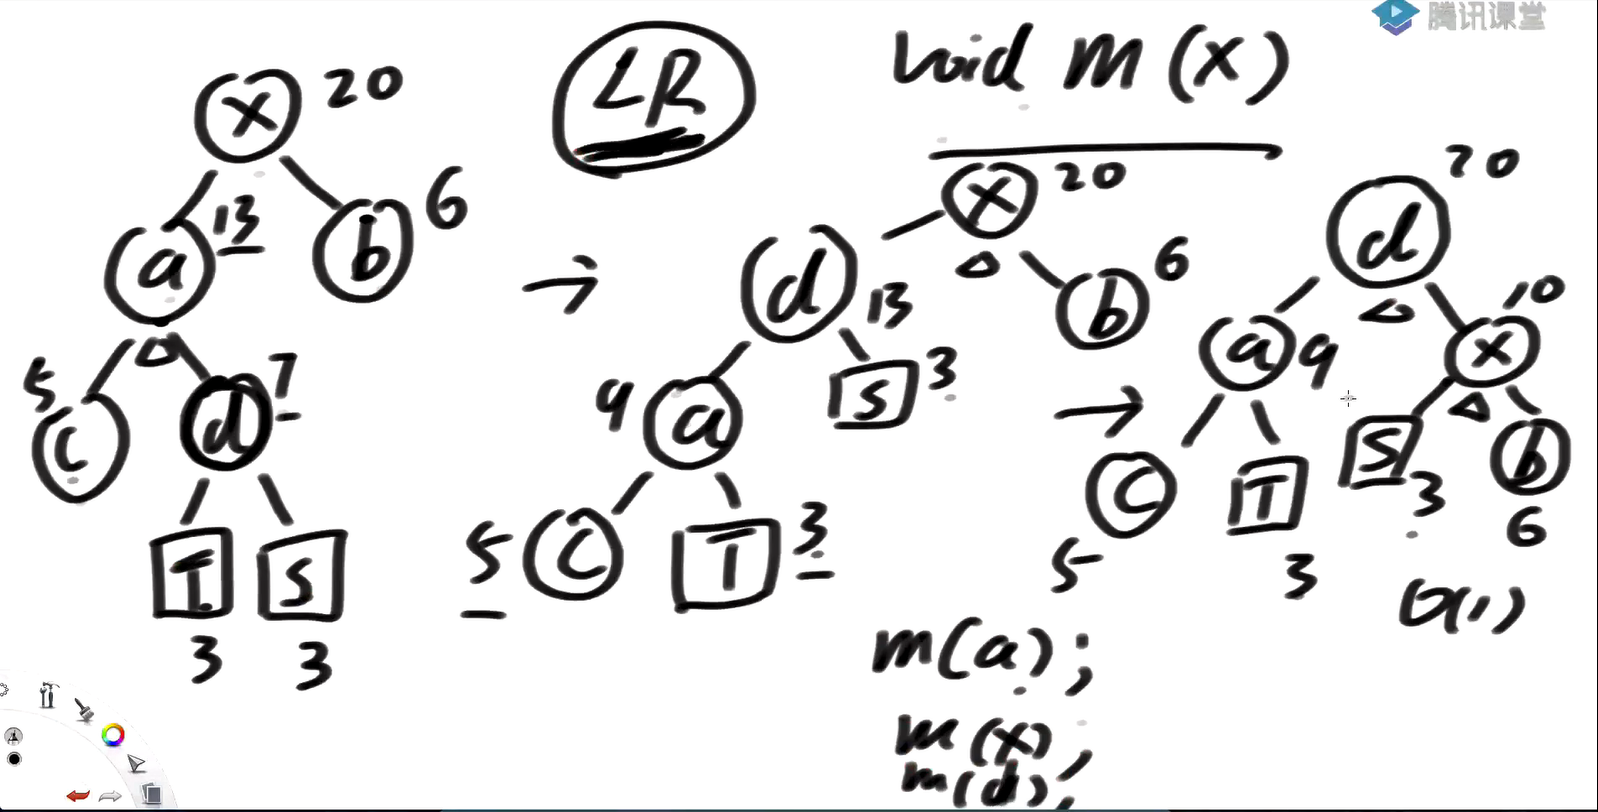 腾讯课堂
LR
void m (x)
x 20
a 13
b 6
5 c
d 7
T 3
S 3
→
x 20
d 13
b 6
9 a
S 3
5 c
T 3
→
d 20
a 9
x 10
c 5
T 3
S 3
b 6
O(1)
m(a);
m(x),
m(d),